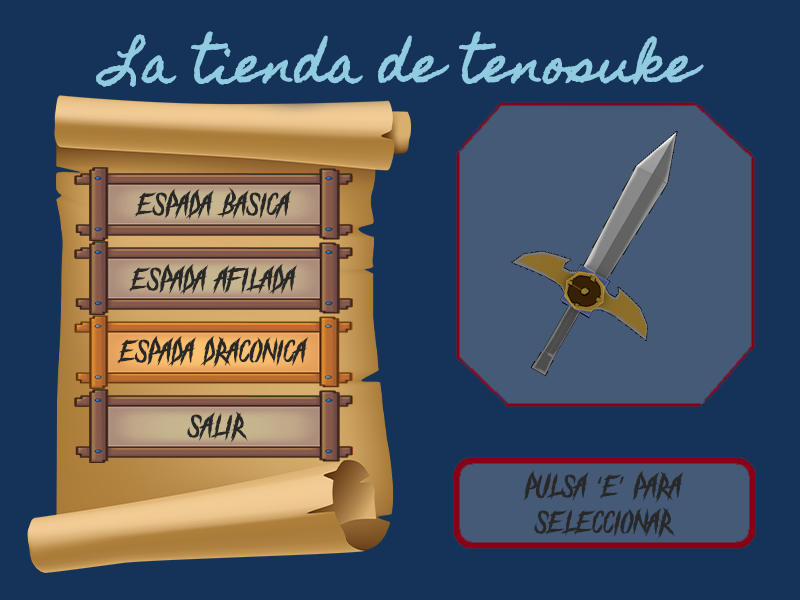 La tienda de tenosuke
ESPADA BASICA
ESPADA AFILADA
ESPADA DRACONICA
SALIR
PULSA 'E' PARA
SELECCIONAR